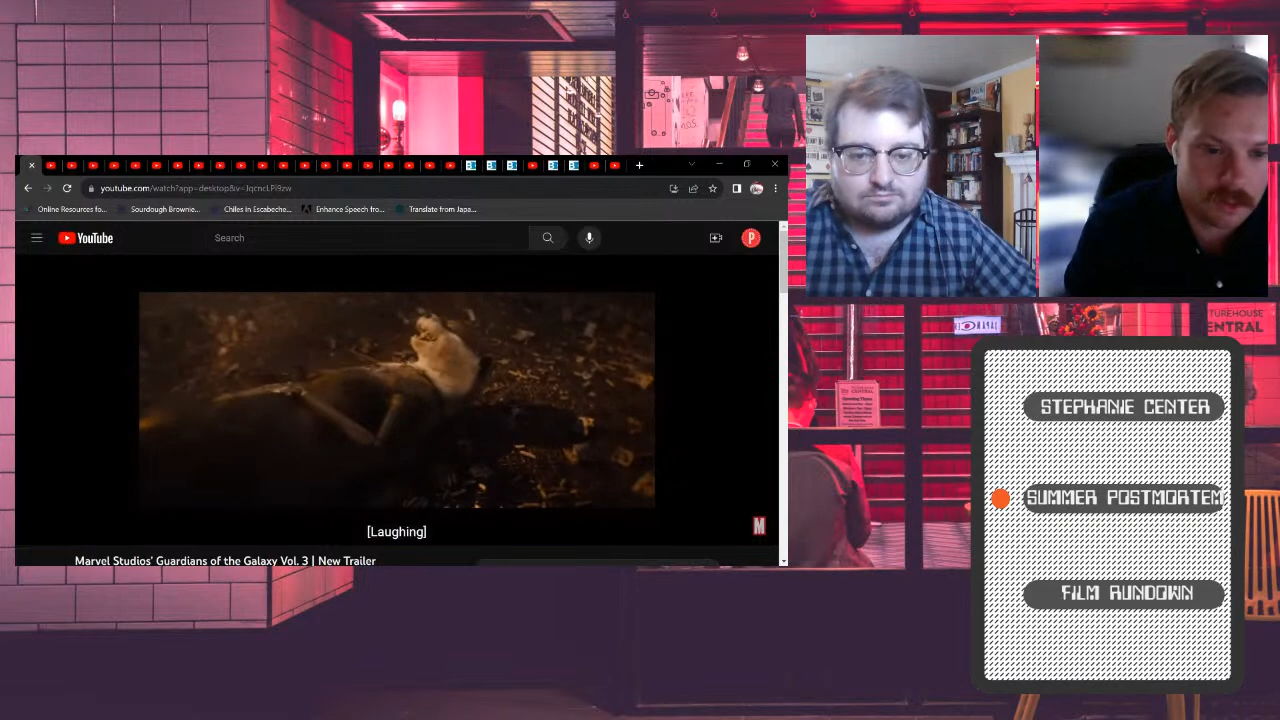 youtube.com/watch?app=desktop&v=JqcncLPi9zw
Online Resources fo...
Sourdough Brownie...
Chiles in Escabeche...
Enhance Speech fro...
Translate from Japa...
YouTube
Search
P
[Laughing]
M
Marvel Studios' Guardians of the Galaxy Vol. 3 | New Trailer
TUREHOUSE
ENTRAL
STEPHANIE CENTER
SUMMER POSTMORTEM
FILM RUNDOWN